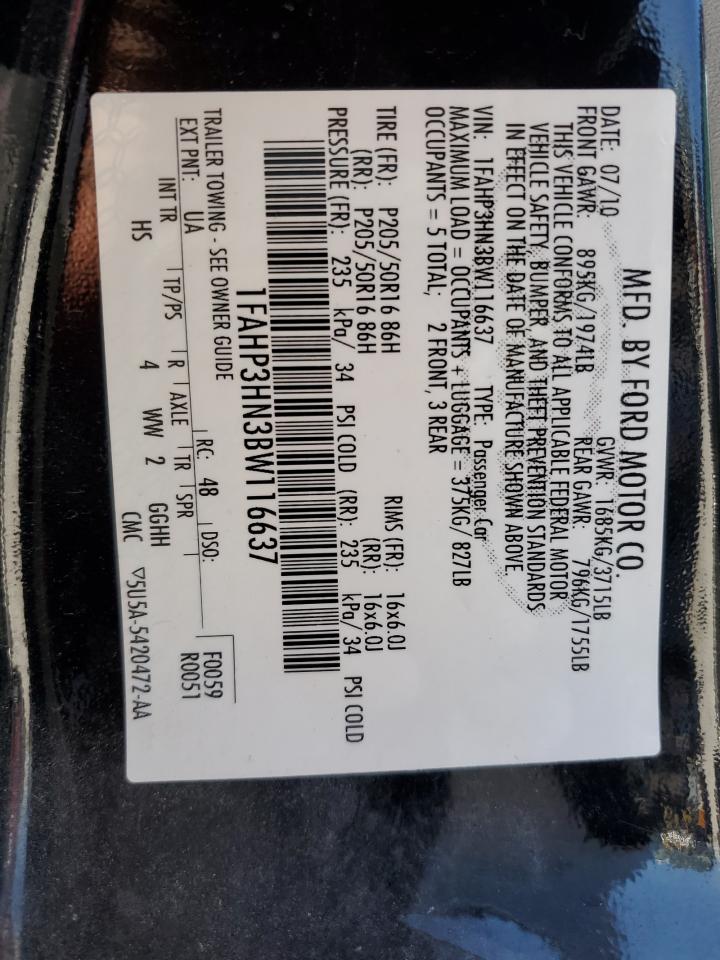 MFD. BY FORD MOTOR CO.
DATE: 07/10 GVWR: 1685KG/3715LB
FRONT GAWR: 895KG/1974LB REAR GAWR: 796KG/1755LB
THIS VEHICLE CONFORMS TO ALL APPLICABLE FEDERAL MOTOR
VEHICLE SAFETY, BUMPER, AND THEFT PREVENTION STANDARDS
IN EFFECT ON THE DATE OF MANUFACTURE SHOWN ABOVE.
VIN: 1FAHP3HN3BW116637 TYPE: Passenger Car
MAXIMUM LOAD = OCCUPANTS + LUGGAGE = 375KG/827LB
OCCUPANTS = 5 TOTAL; 2 FRONT, 3 REAR
TIRE (FR): P205/50R16 86H RIMS (FR): 16x6.0J
(RR): P205/50R16 86H (RR): 16x6.0J
PRESSURE (FR): 235 kPa/ 34 PSI COLD (RR): 235 kPa/ 34 PSI COLD
1FAHP3HN3BW116637
TRAILER TOWING - SEE OWNER GUIDE F0059
EXT PNT: UA RC: 48 DSO: R0051
INT TR TP/PS R AXLE TR SPR
HS 4 WW 2 GGHH
CMC ▽5U5A-5420472-AA